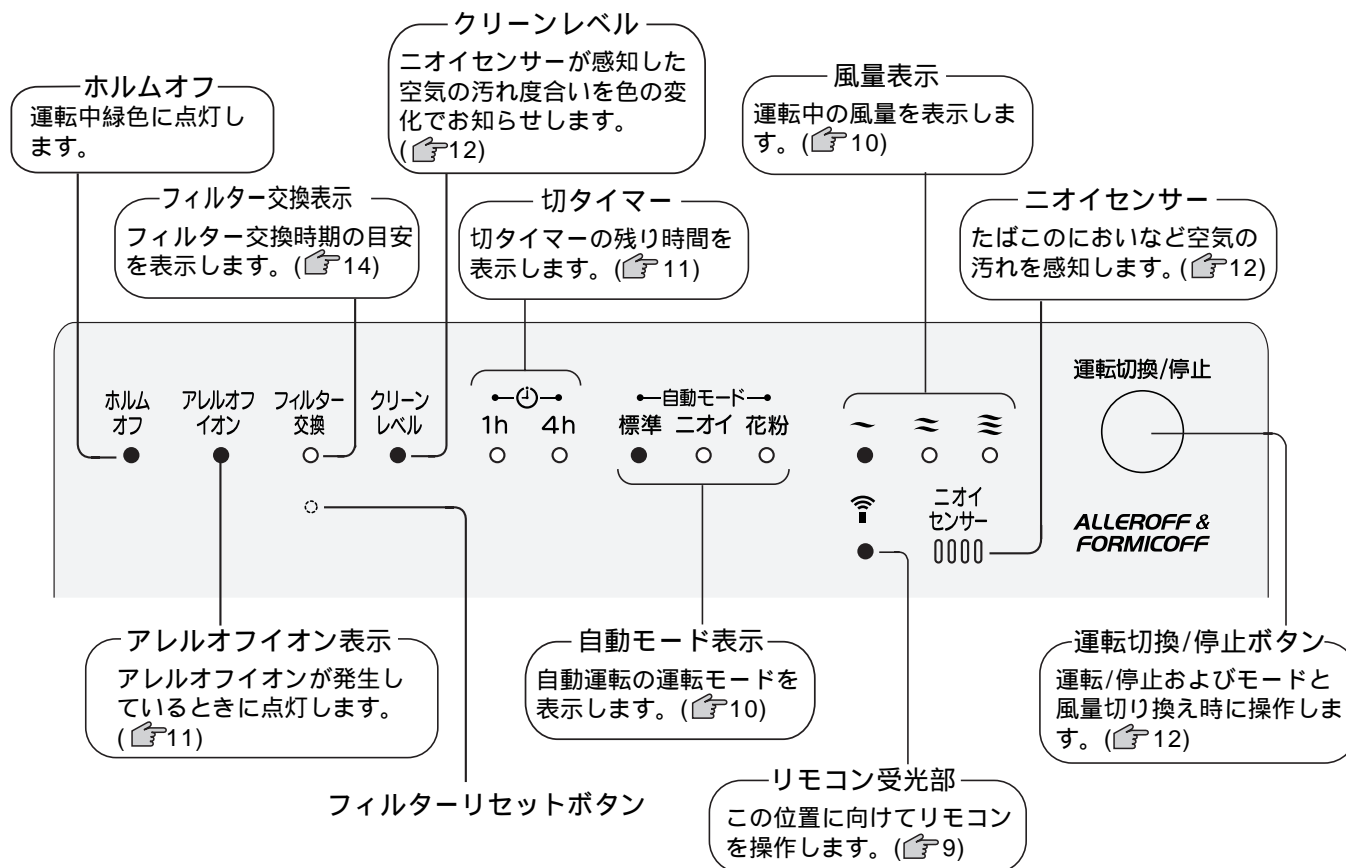 クリーンレベル
ニオイセンサーが感知した
空気の汚れ度合いを色の変
化でお知らせします。
(12)
ホルムオフ
運転中緑色に点灯し
ます。
風量表示
運転中の風量を表示しま
す。(10)
フィルター交換表示
フィルター交換時期の目安
を表示します。(14)
切タイマー
切タイマーの残り時間を
表示します。(11)
ニオイセンサー
たばこのにおいなど空気の
汚れを感知します。(12)
ホルム
オフ
アレルオフ
イオン
フィルター
交換
クリーン
レベル
1h 4h
自動モード
標準 ニオイ 花粉
運転切換/停止
ニオイ
センサー
ALLEROFF &
FORMICOFF
アレルオフイオン表示
アレルオフイオンが発生し
ているときに点灯します。
(11)
自動モード表示
自動運転の運転モードを
表示します。(10)
運転切換/停止ボタン
運転/停止およびモードと
風量切り換え時に操作しま
す。(12)
フィルターリセットボタン
リモコン受光部
この位置に向けてリモコン
を操作します。(9)